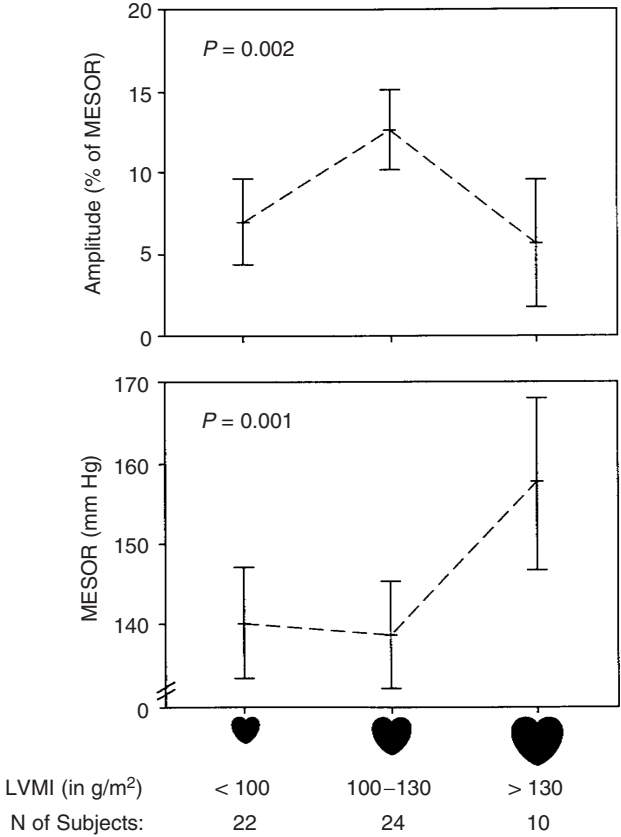 20
15
10
5
0
Amplitude (% of MESOR)
P = 0.002
170
160
150
140
0
MESOR (mm Hg)
P = 0.001
LVMI (in g/m²) < 100 100–130 > 130
N of Subjects: 22 24 10